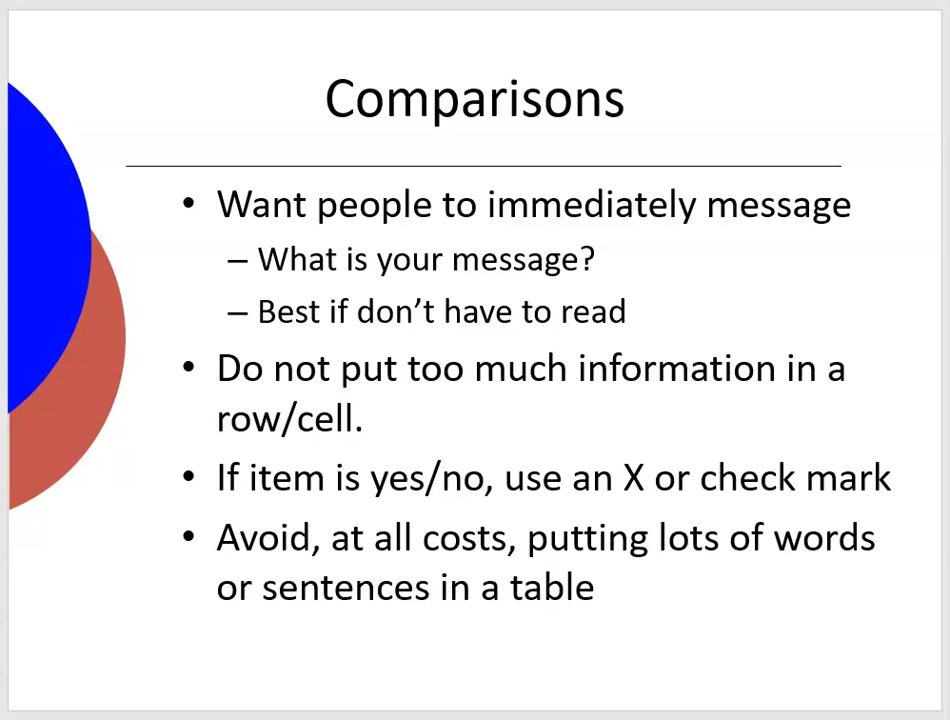 Comparisons
• Want people to immediately message
– What is your message?
– Best if don’t have to read
• Do not put too much information in a
row/cell.
• If item is yes/no, use an X or check mark
• Avoid, at all costs, putting lots of words
or sentences in a table